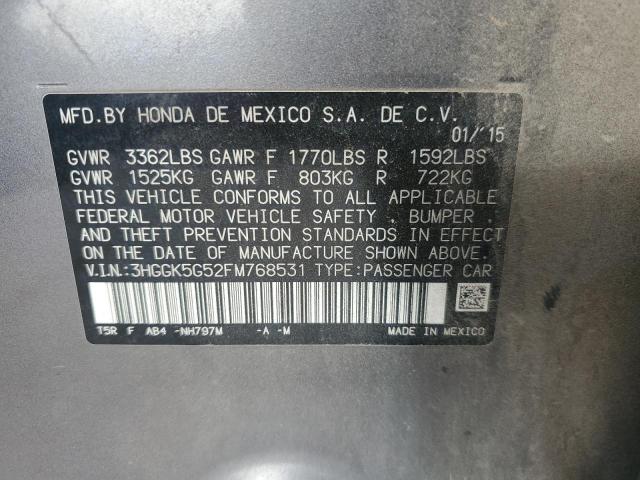 MFD.BY HONDA DE MEXICO S.A. DE C.V.
01/'15
GVWR 3362LBS GAWR F 1770LBS R 1592LBS
GVWR 1525KG GAWR F 803KG R 722KG
THIS VEHICLE CONFORMS TO ALL APPLICABLE
FEDERAL MOTOR VEHICLE SAFETY , BUMPER ,
AND THEFT PREVENTION STANDARDS IN EFFECT
ON THE DATE OF MANUFACTURE SHOWN ABOVE.
V.I.N.:3HGGK5G52FM768531 TYPE:PASSENGER CAR
T5R F AB4 -NH797M -A -M MADE IN MEXICO